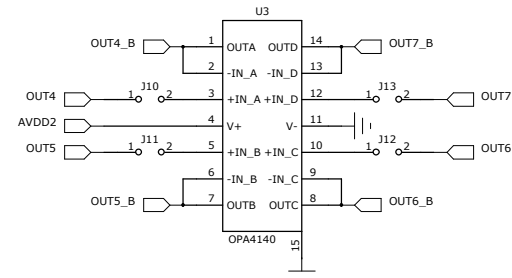 U3
OUT4_B 1 OUTA OUTD 14 OUT7_B
2 -IN_A -IN_D 13
OUT4 1 J10 2 3 +IN_A +IN_D 12 1 J13 2 OUT7
AVDD2 4 V+ V- 11
OUT5 1 J11 2 5 +IN_B +IN_C 10 1 J12 2 OUT6
6 -IN_B -IN_C 9
OUT5_B 7 OUTB OUTC 8 OUT6_B
OPA4140 15